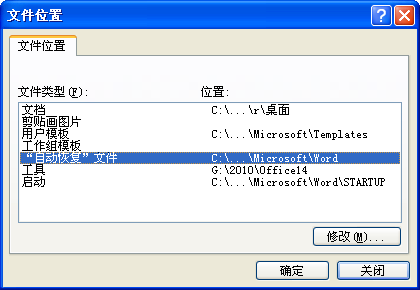 文件位置
文件位置
文件类型(F): 位置:
文档 C:\...\r\桌面
剪贴画图片
用户模板 C:\...\Microsoft\Templates
工作组模板
“自动恢复”文件 C:\...\Microsoft\Word
工具 G:\2010\Office14
启动 C:\...\Microsoft\Word\STARTUP
修改(M)...
确定 关闭